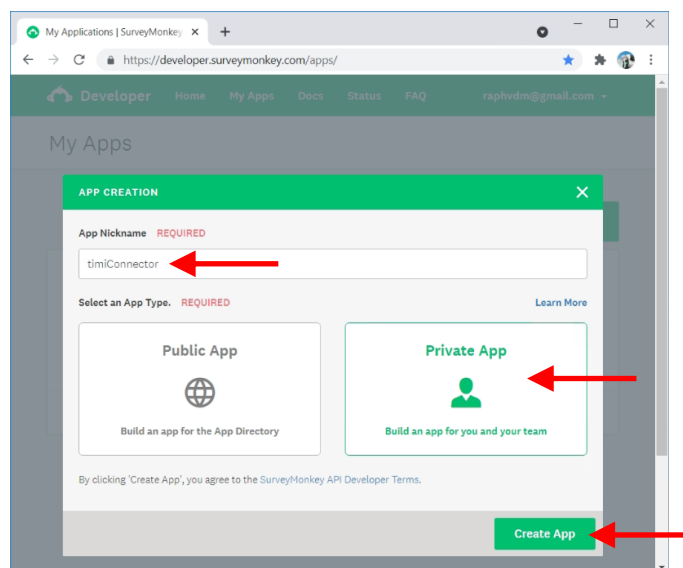 My Applications | SurveyMonkey
https://developer.surveymonkey.com/apps/
Developer Home My Apps Docs Status FAQ raphvdm@gmail.com
My Apps
APP CREATION
App Nickname REQUIRED
timiConnector
Select an App Type. REQUIRED Learn More
Public App Private App
Build an app for the App Directory Build an app for you and your team
By clicking 'Create App', you agree to the SurveyMonkey API Developer Terms.
Create App